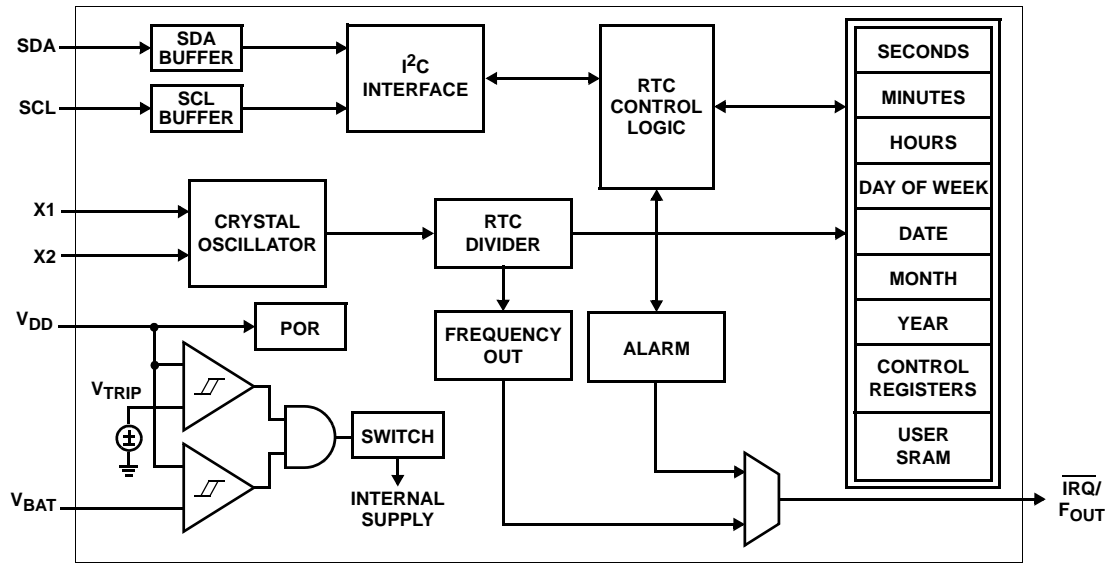 SDA
SDA
BUFFER
SCL
SCL
BUFFER
I²C
INTERFACE
RTC
CONTROL
LOGIC
SECONDS
MINUTES
HOURS
DAY OF WEEK
DATE
MONTH
YEAR
CONTROL
REGISTERS
USER
SRAM
X1
X2
CRYSTAL
OSCILLATOR
RTC
DIVIDER
FREQUENCY
OUT
ALARM
VDD
POR
VTRIP
VBAT
SWITCH
INTERNAL
SUPPLY
IRQ/
FOUT